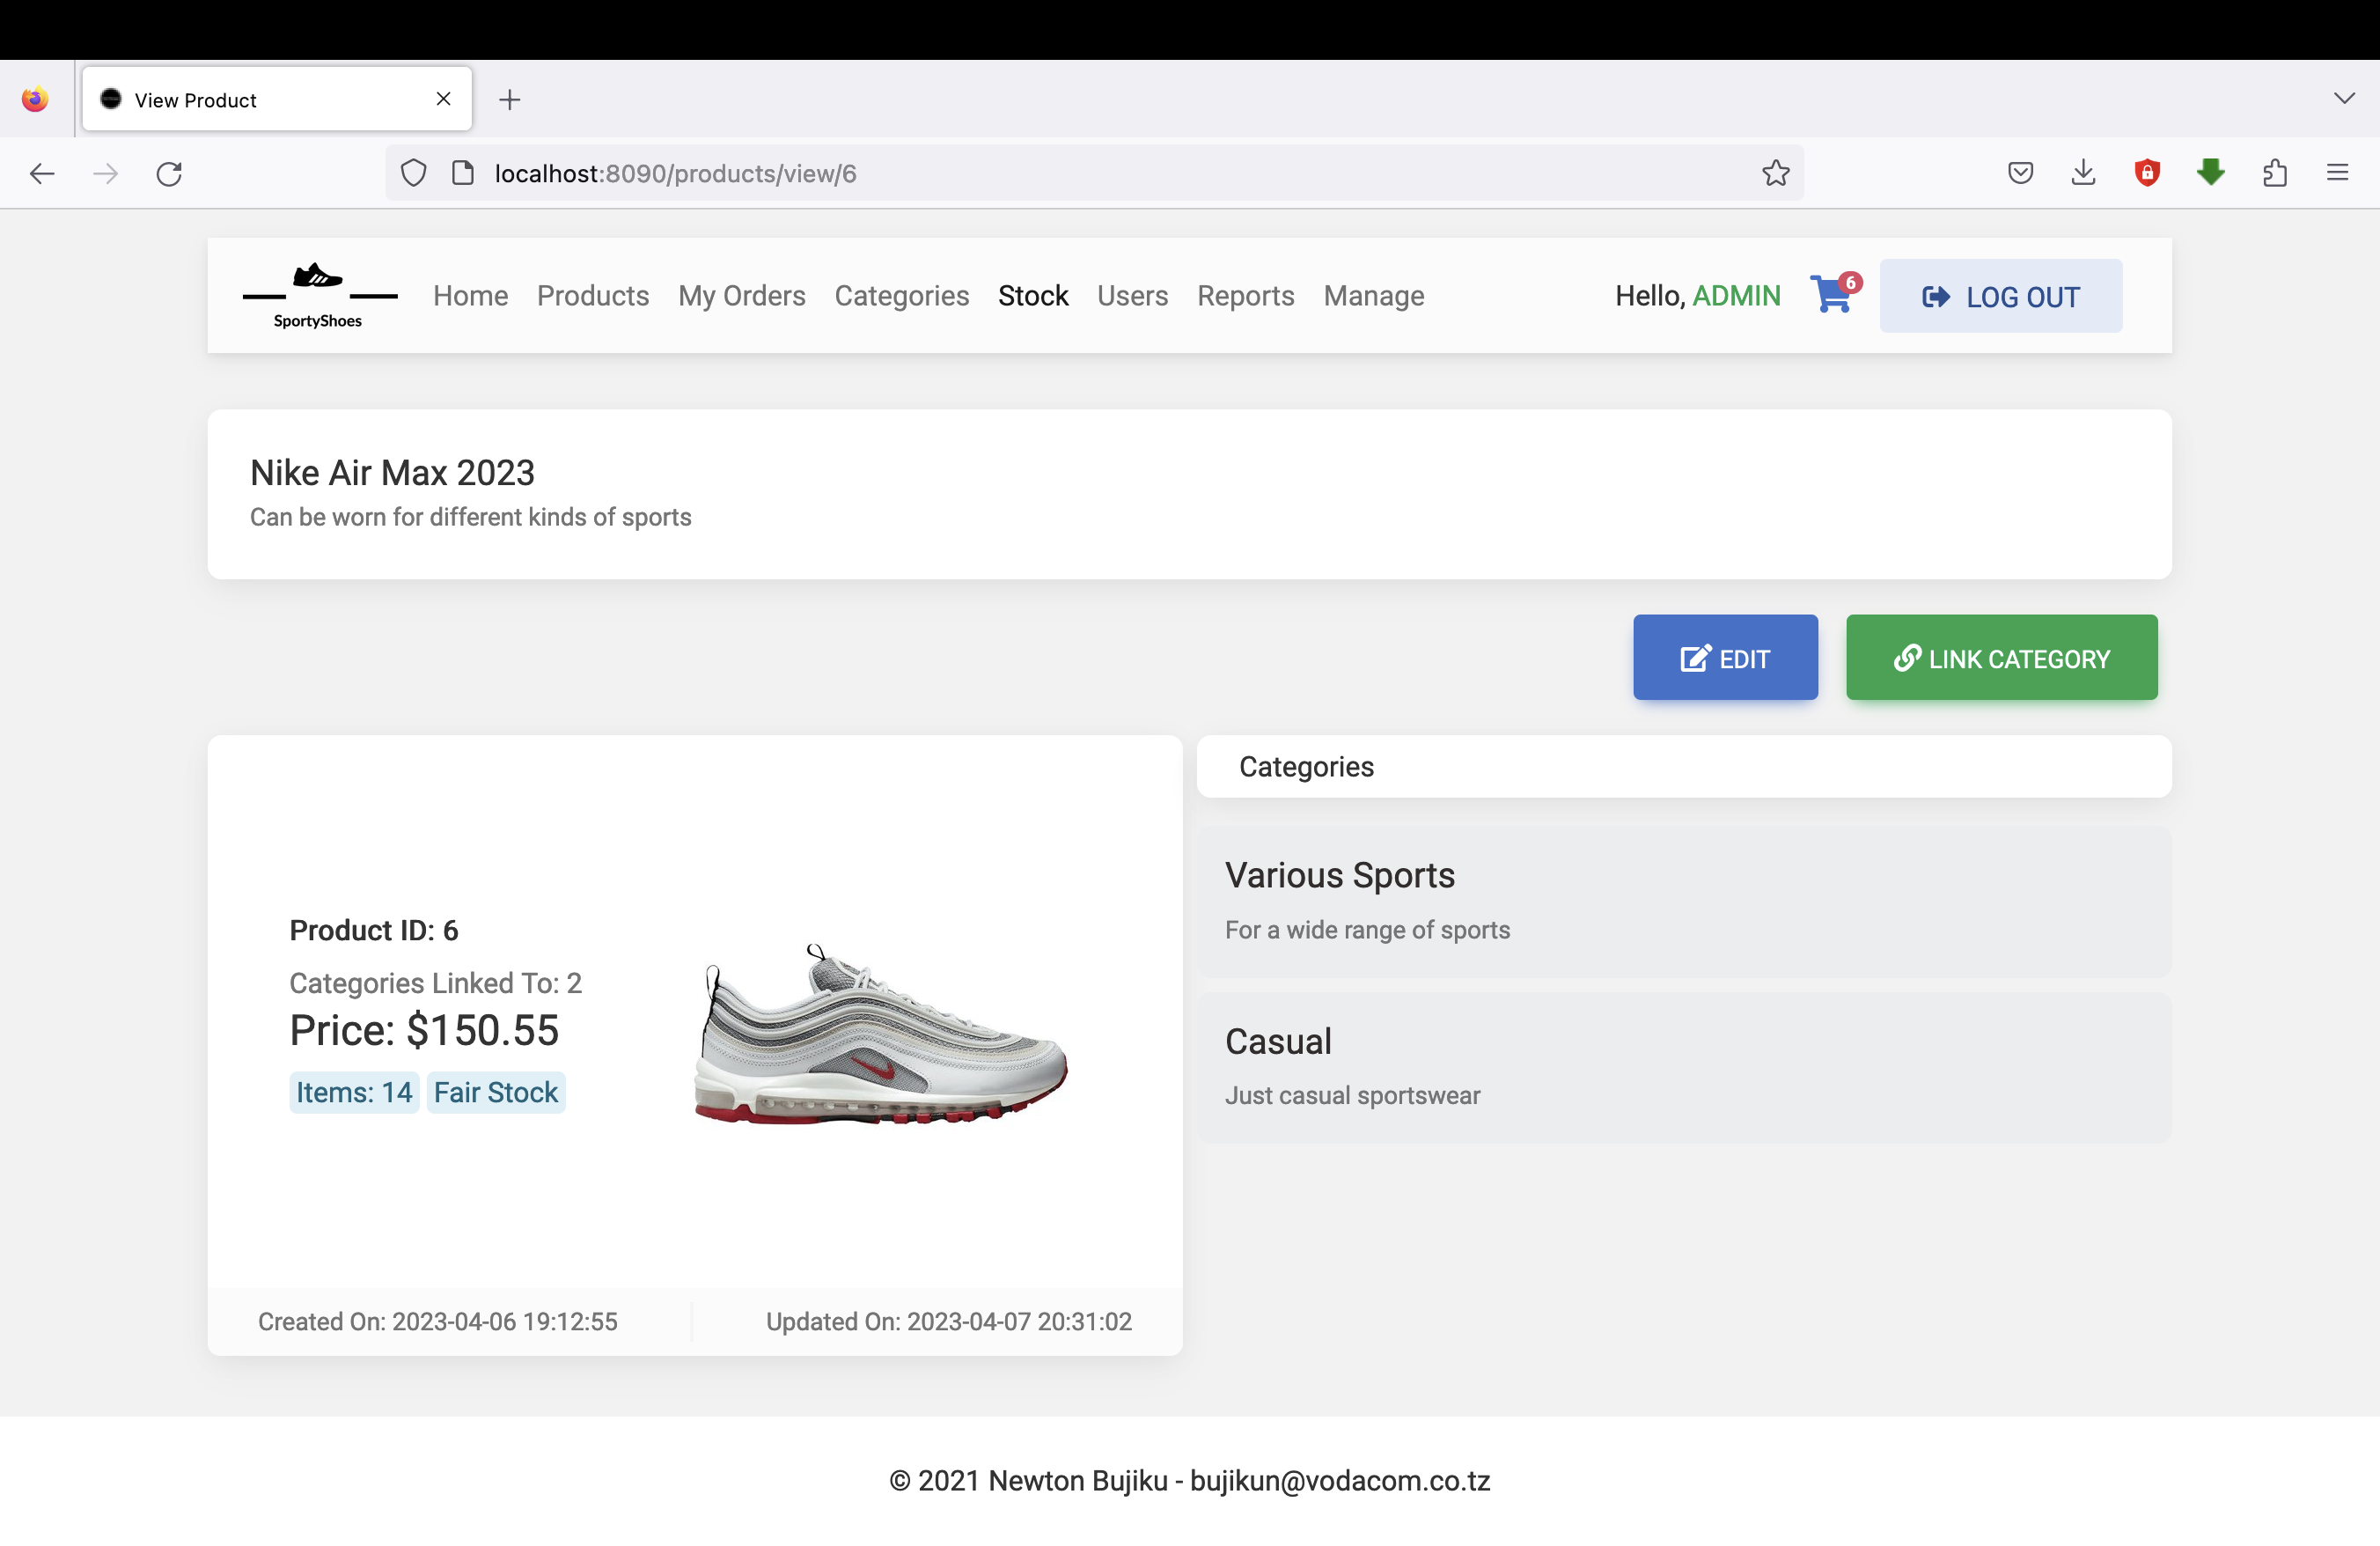 View Product
localhost:8090/products/view/6
SportyShoes
Home Products My Orders Categories Stock Users Reports Manage Hello, ADMIN 6 LOG OUT
Nike Air Max 2023
Can be worn for different kinds of sports
EDIT LINK CATEGORY
Product ID: 6
Categories Linked To: 2
Price: $150.55
Items: 14 Fair Stock
Created On: 2023-04-06 19:12:55 Updated On: 2023-04-07 20:31:02
Categories
Various Sports
For a wide range of sports
Casual
Just casual sportswear
© 2021 Newton Bujiku - bujikun@vodacom.co.tz